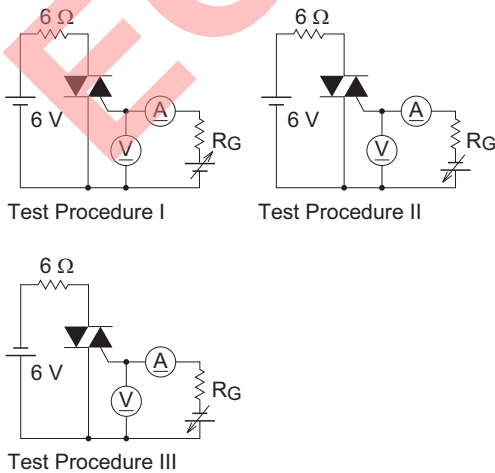 6 Ω
6 V
A
V
RG
Test Procedure I
6 Ω
6 V
A
V
RG
Test Procedure II
6 Ω
6 V
A
V
RG
Test Procedure III